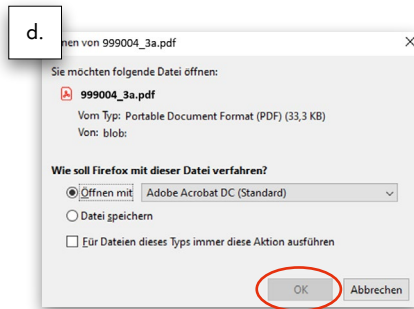 d.
nen von 999004_3a.pdf
Sie möchten folgende Datei öffnen:
999004_3a.pdf
Vom Typ: Portable Document Format (PDF) (33,3 KB)
Von: blob:
Wie soll Firefox mit dieser Datei verfahren?
Öffnen mit Adobe Acrobat DC (Standard)
Datei speichern
Für Dateien dieses Typs immer diese Aktion ausführen
OK Abbrechen